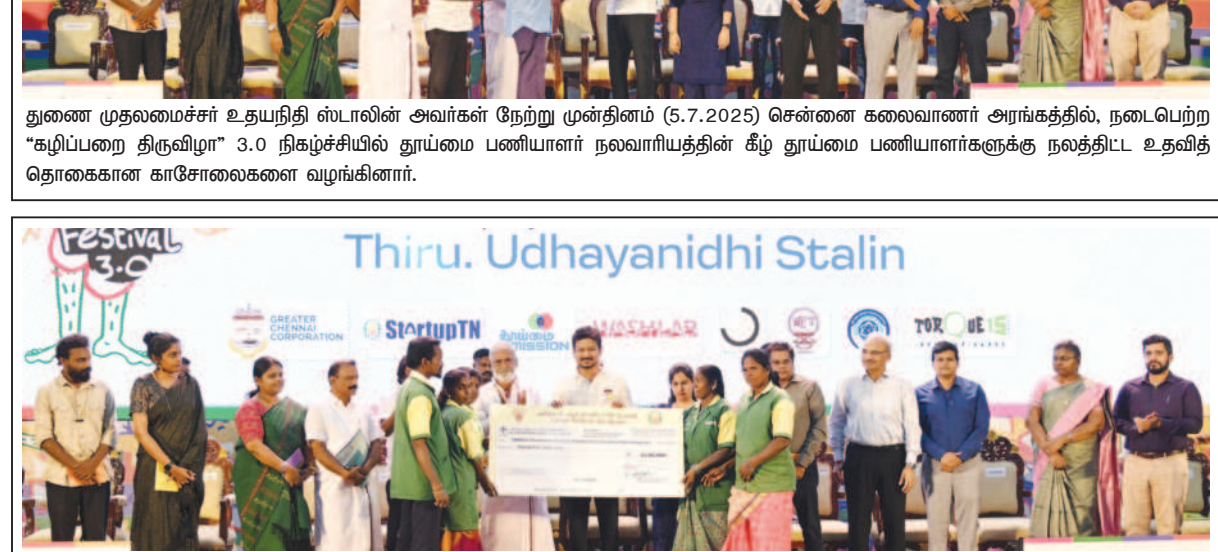 துணை முதலமைச்சர் உதயநிதி ஸ்டாலின் அவர்கள் நேற்று முன்தினம் (5.7.2025) சென்னை கலைவாணர் அரங்கத்தில், நடைபெற்ற
“கழிப்பறை திருவிழா” 3.0 நிகழ்ச்சியில் தூய்மை பணியாளர் நலவாரியத்தின் கீழ் தூய்மை பணியாளர்களுக்கு நலத்திட்ட உதவித்
தொகைகான காசோலைகளை வழங்கினார்.
Festival
3.0
Thiru. Udhayanidhi Stalin
GREATER
CHENNAI
CORPORATION
StartupTN
தூய்மை
MISSION
WASHLAB
TORQUE15